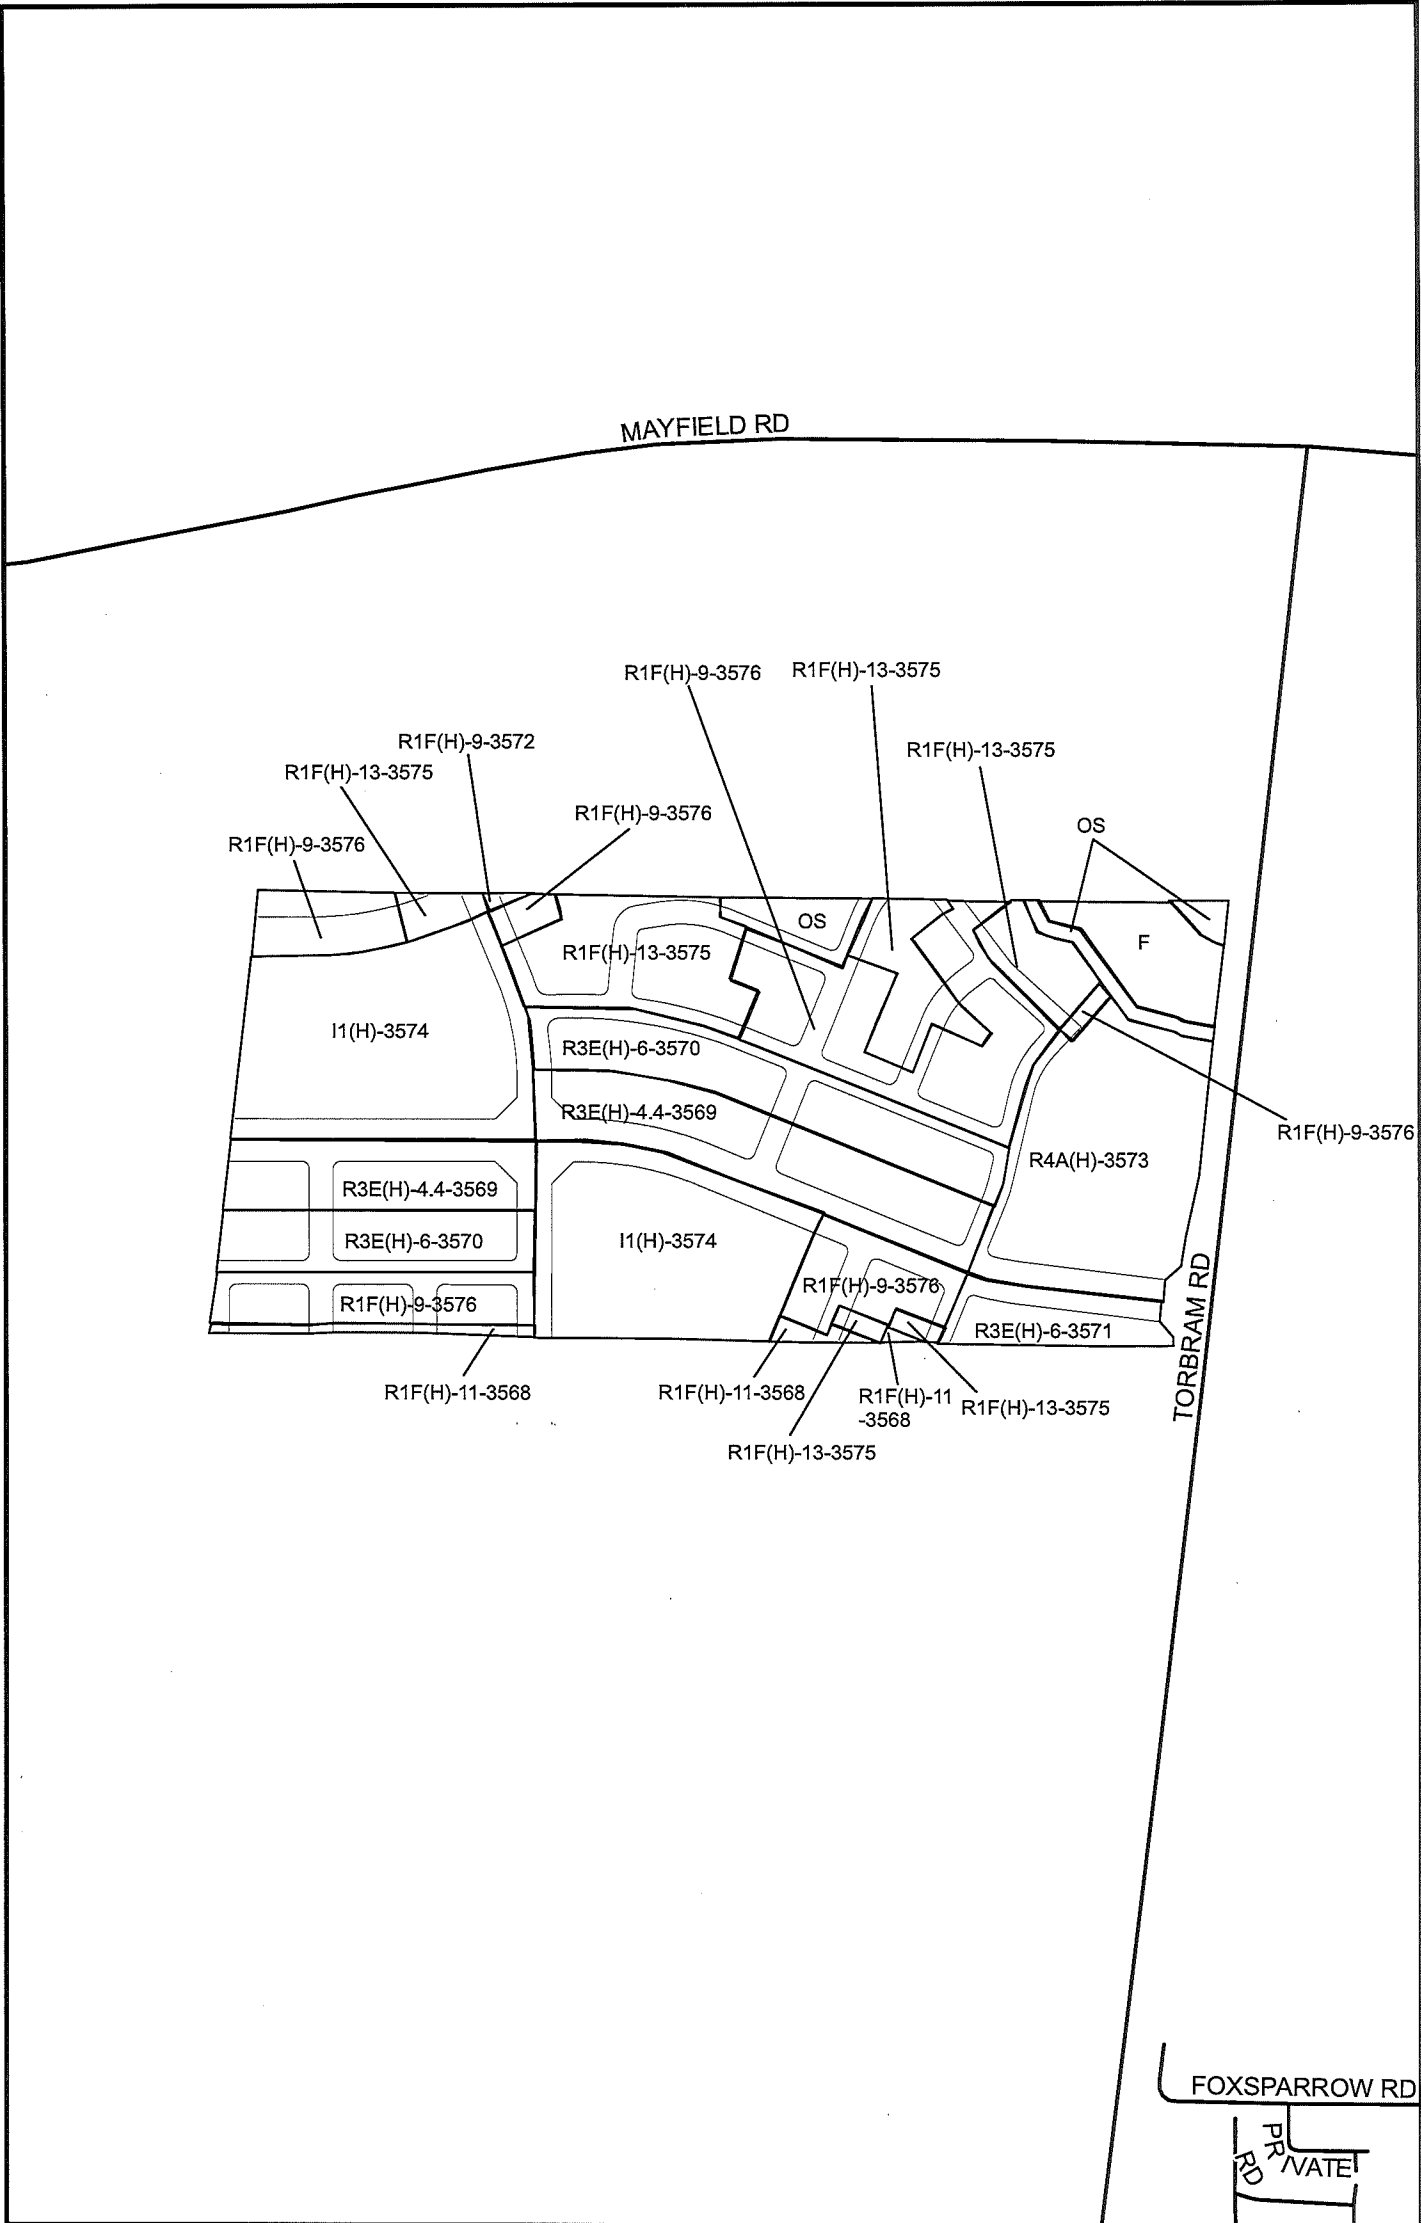 MAYFIELD RD
R1F(H)-9-3576
R1F(H)-13-3575
R1F(H)-9-3572
R1F(H)-13-3575
R1F(H)-13-3575
R1F(H)-9-3576
OS
R1F(H)-9-3576
OS
F
R1F(H)-13-3575
I1(H)-3574
R3E(H)-6-3570
R3E(H)-4.4-3569
R1F(H)-9-3576
R4A(H)-3573
R3E(H)-4.4-3569
R3E(H)-6-3570
I1(H)-3574
R1F(H)-9-3576
R1F(H)-9-3576
R3E(H)-6-3571
TORBRAM RD
R1F(H)-11-3568
R1F(H)-11-3568
R1F(H)-11
-3568
R1F(H)-13-3575
R1F(H)-13-3575
FOXSPARROW RD
PRIVATE
RD